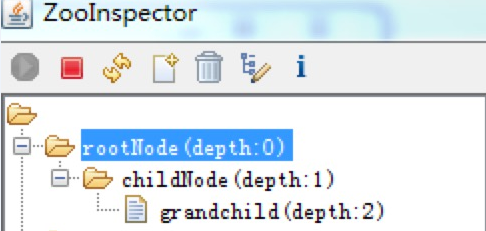 ZooInspector
i
rootNode(depth:0)
childNode(depth:1)
grandchild(depth:2)